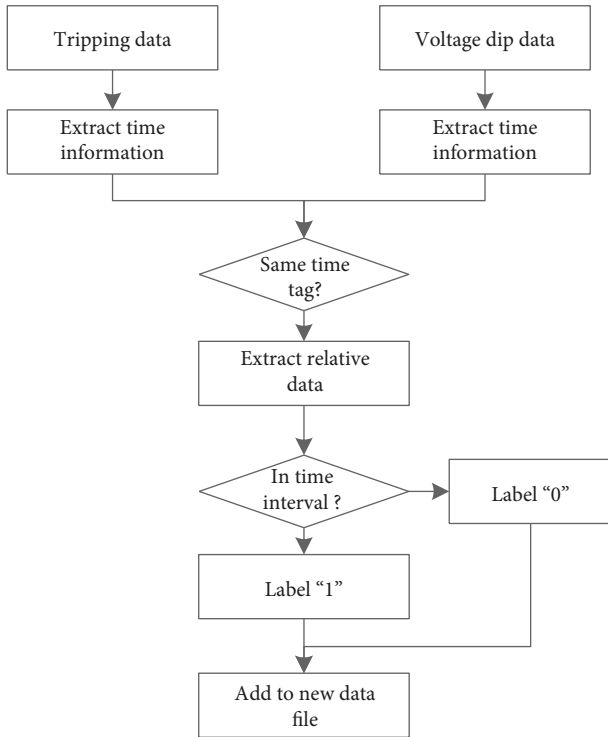 Tripping data
Voltage dip data
Extract time
information
Extract time
information
Same time
tag?
Extract relative
data
In time
interval ?
Label “0”
Label “1”
Add to new data
file